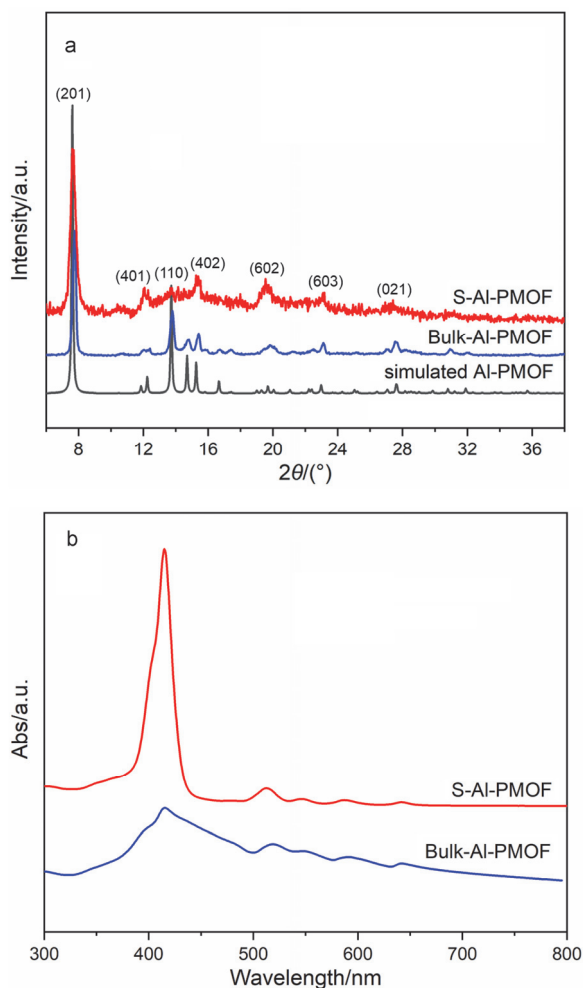 a
(201)
(401)
(110)
(402)
(602)
(603)
(021)
S-Al-PMOF
Bulk-Al-PMOF
simulated Al-PMOF
Intensity/a.u.
8 12 16 20 24 28 32 36
2θ/(°)
b
S-Al-PMOF
Bulk-Al-PMOF
Abs/a.u.
300 400 500 600 700 800
Wavelength/nm